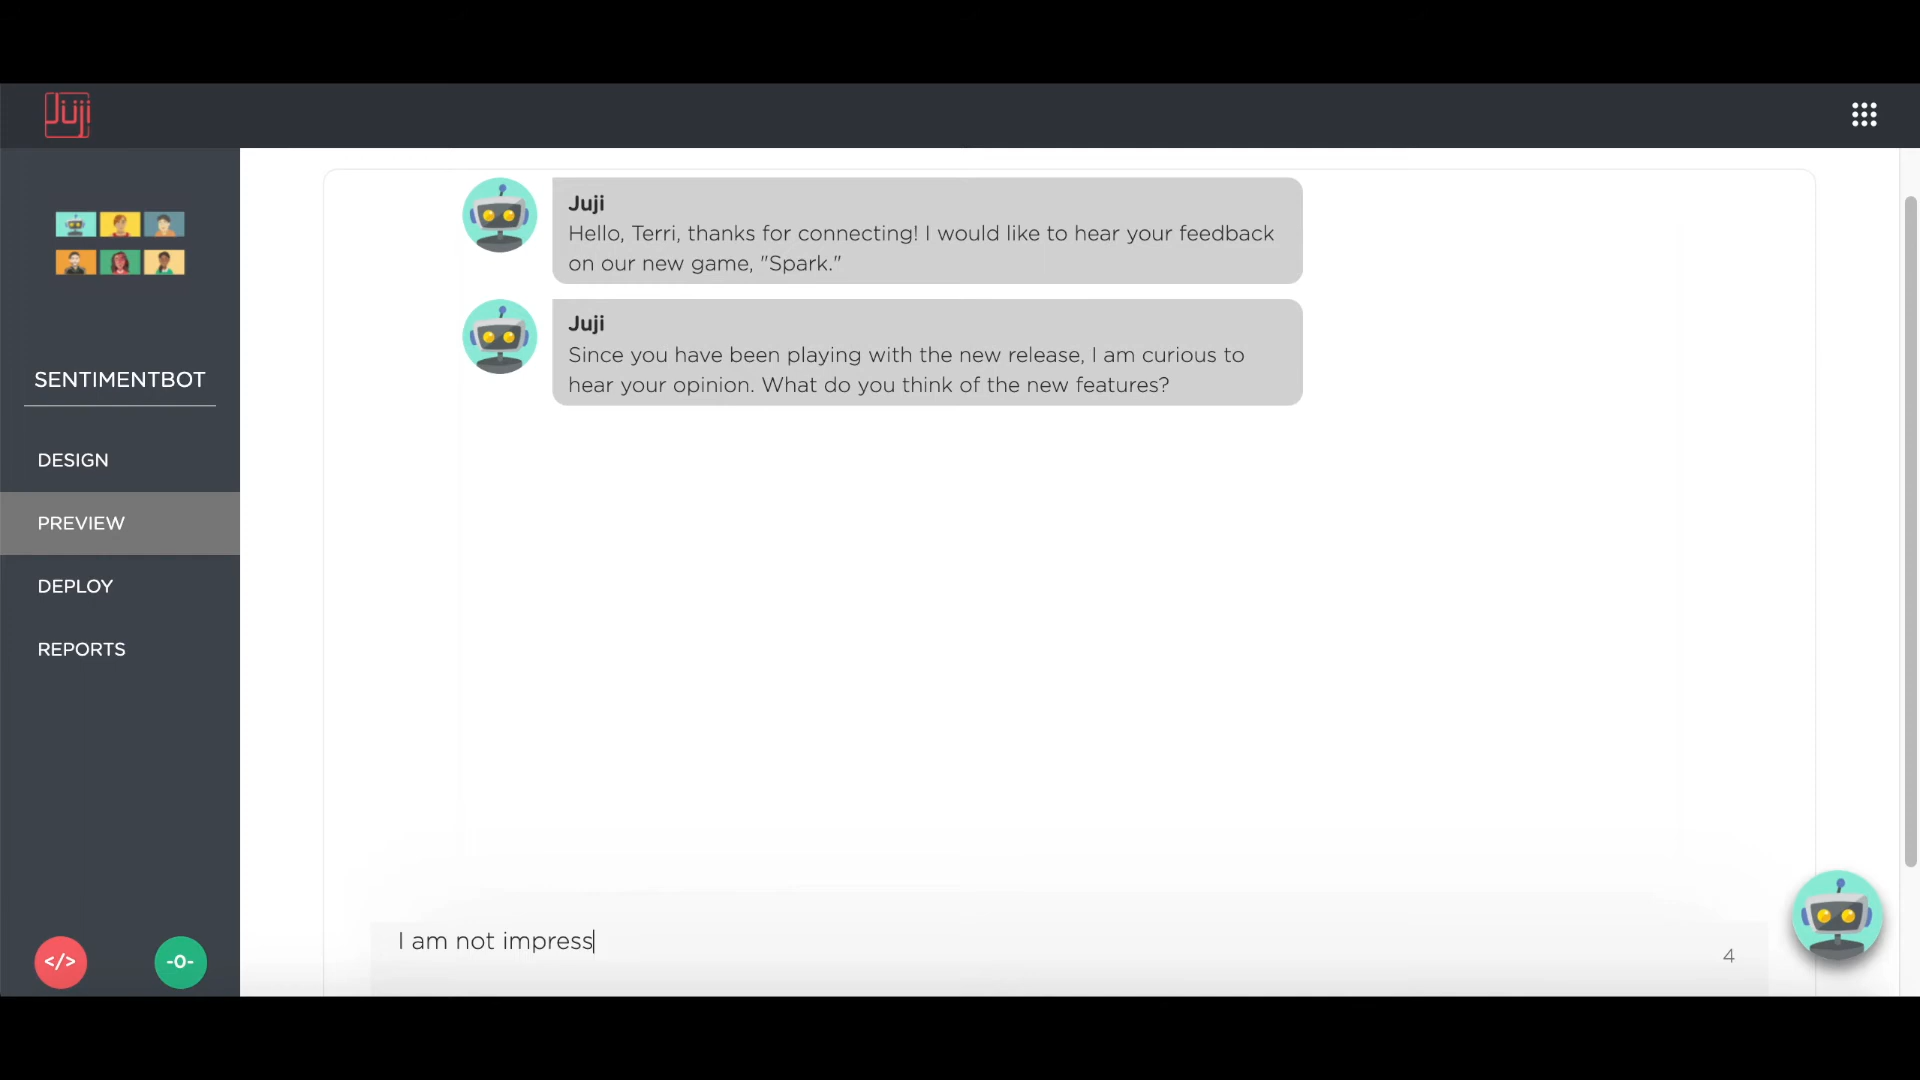 Juji
SENTIMENTBOT
DESIGN
PREVIEW
DEPLOY
REPORTS
</>
-O-
Juji
Hello, Terri, thanks for connecting! I would like to hear your feedback
on our new game, "Spark."
Juji
Since you have been playing with the new release, I am curious to
hear your opinion. What do you think of the new features?
I am not impress
4